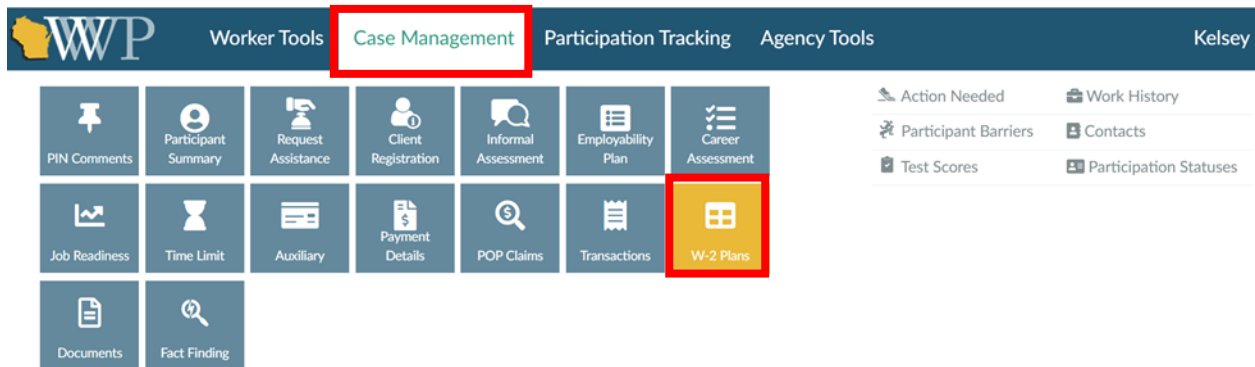 WWP Worker Tools Case Management Participation Tracking Agency Tools Kelsey
PIN Comments
Participant
Summary
Request
Assistance
Client
Registration
Informal
Assessment
Employability
Plan
Career
Assessment
Action Needed
Work History
Participant Barriers
Contacts
Test Scores
Participation Statuses
Job Readiness
Time Limit
Auxiliary
Payment
Details
POP Claims
Transactions
W-2 Plans
Documents
Fact Finding